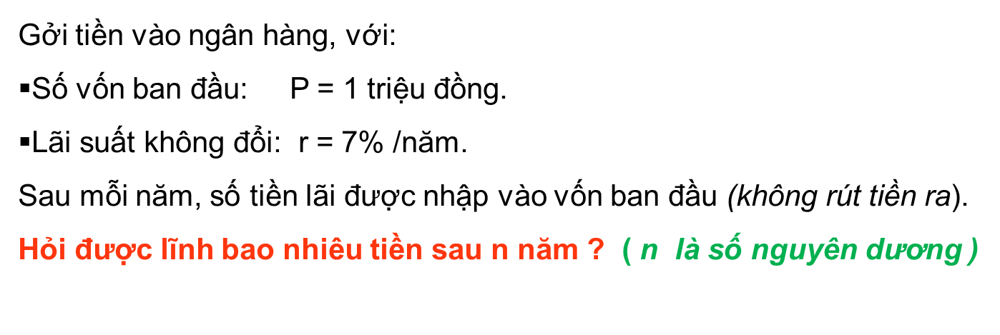 Gởi tiền vào ngân hàng, với:
▪Số vốn ban đầu: P = 1 triệu đồng.
▪Lãi suất không đổi: r = 7% /năm.
Sau mỗi năm, số tiền lãi được nhập vào vốn ban đầu (không rút tiền ra).
Hỏi được lĩnh bao nhiêu tiền sau n năm ? ( n là số nguyên dương )